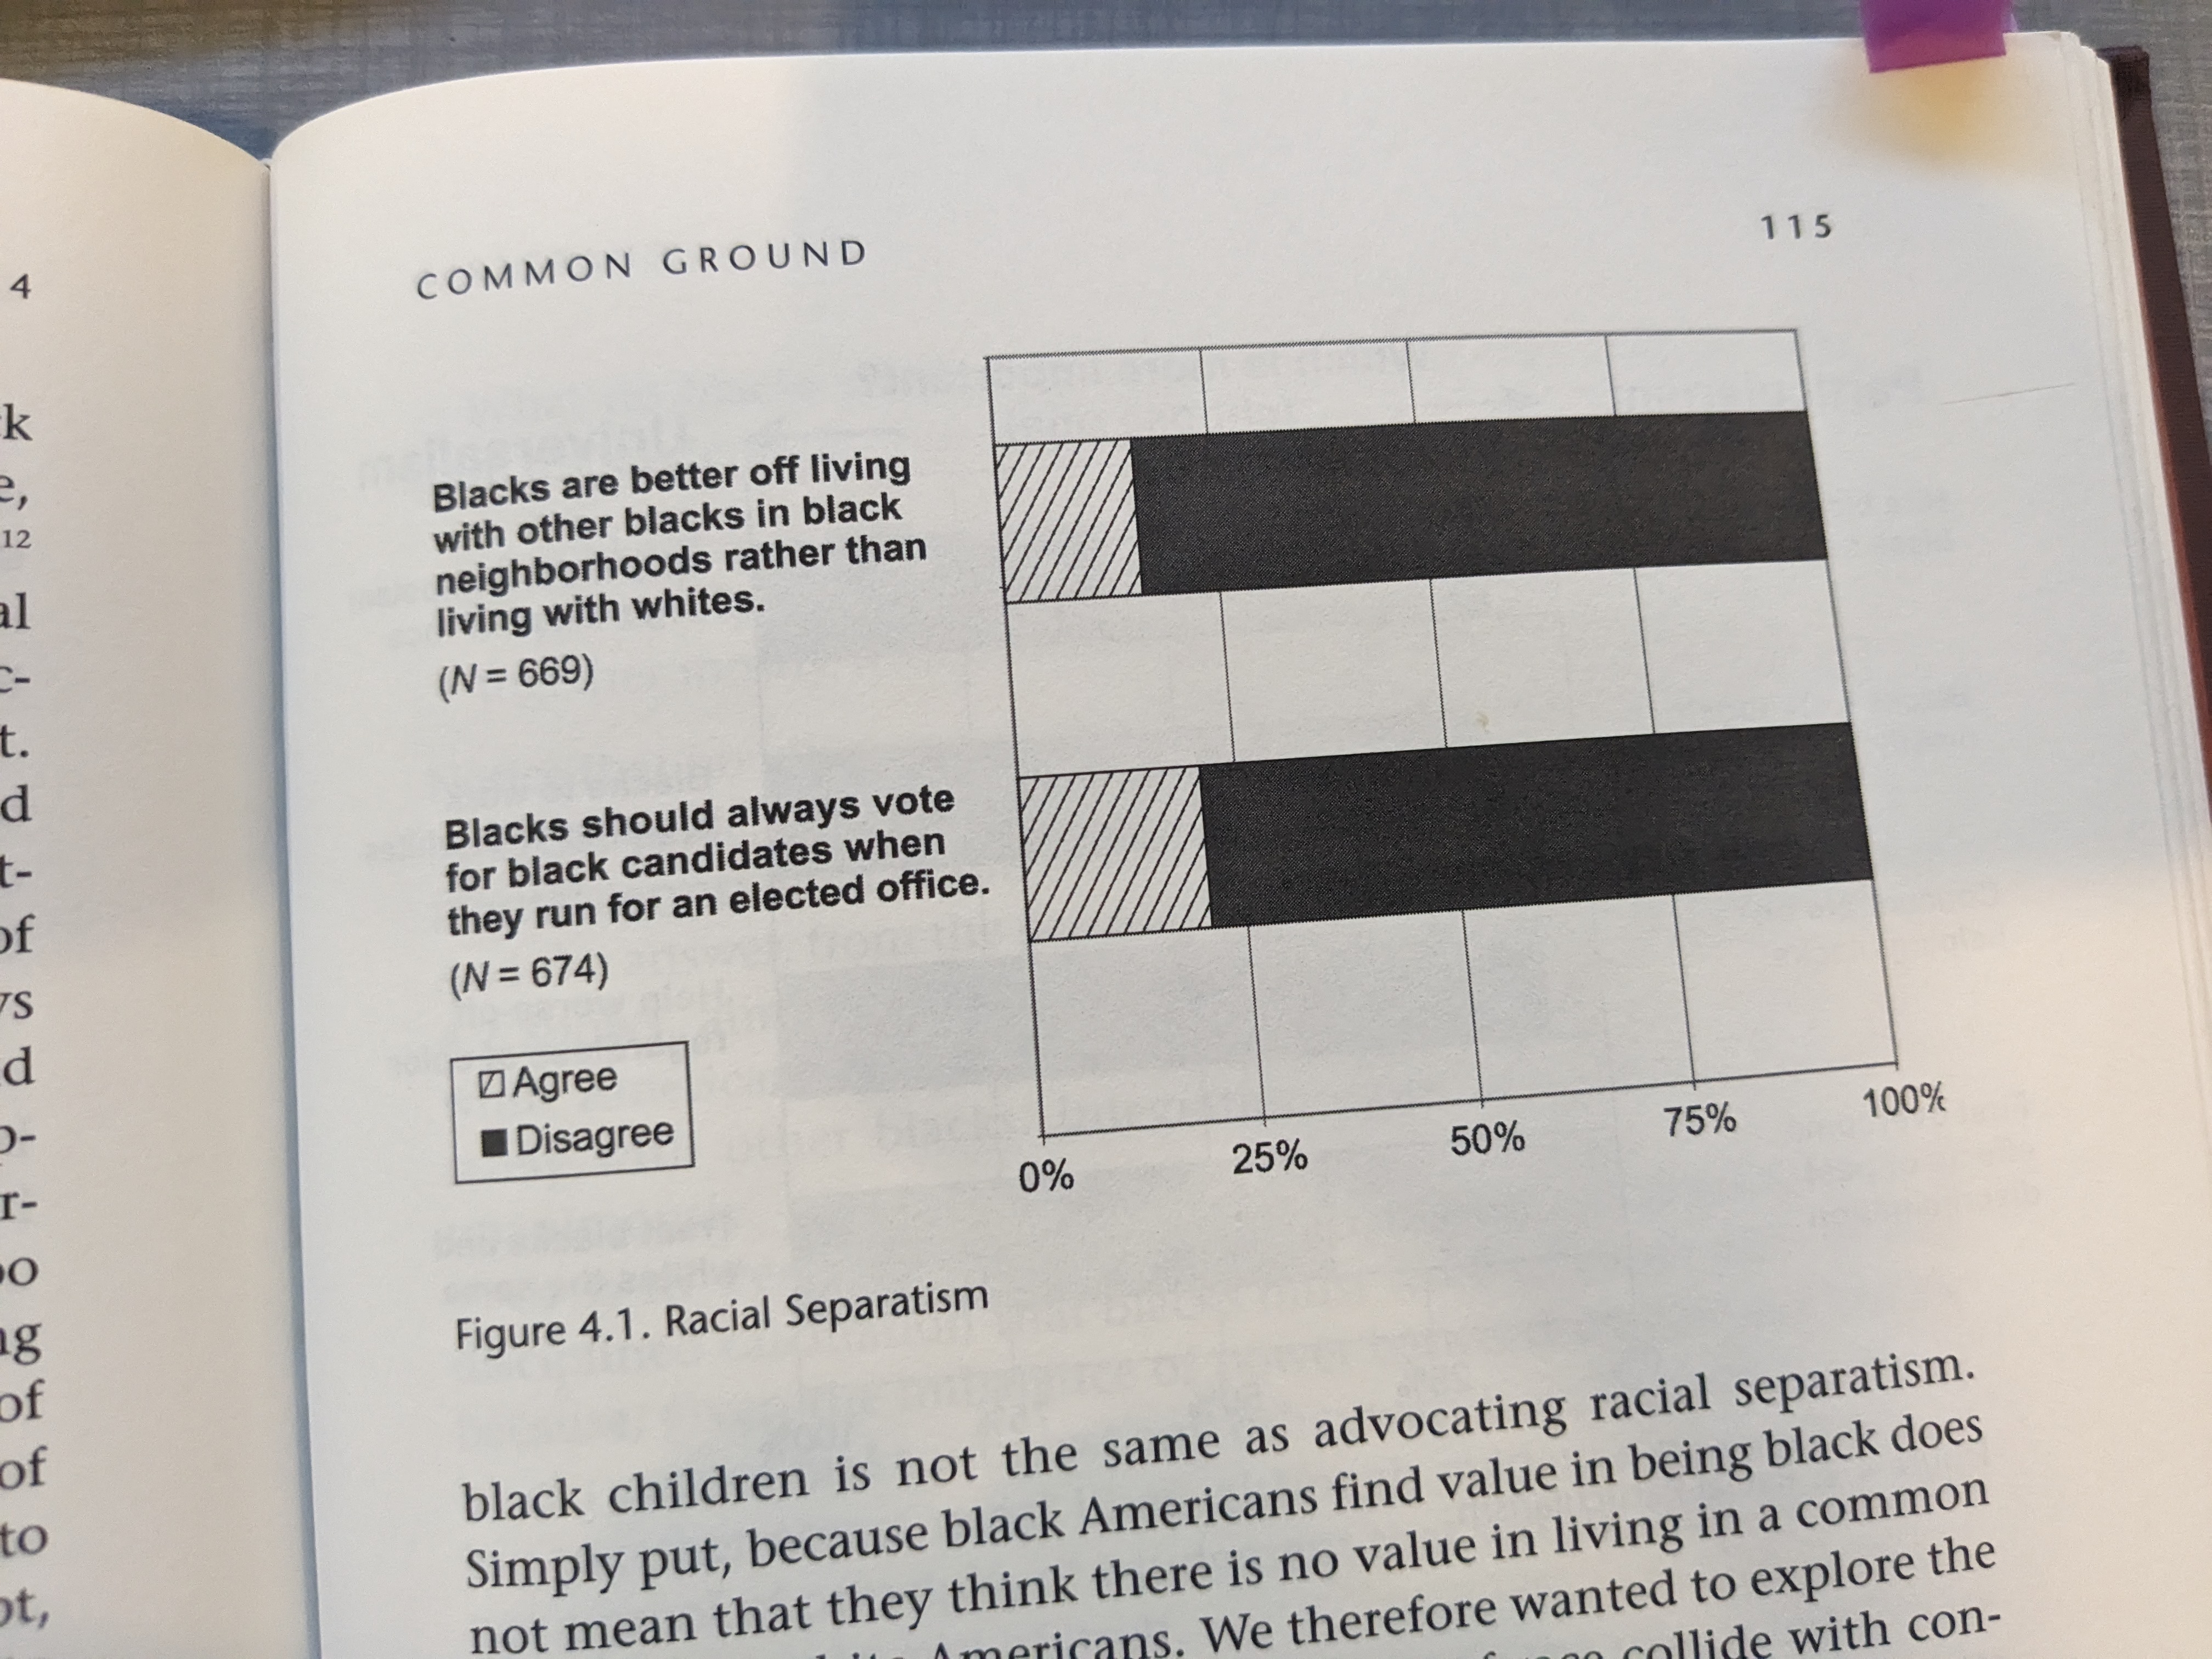 4
k
e,
12
al
c-
t.
d
t-
of
ys
d
p-
r-
oo
ng
of
of
to
ot,
COMMON GROUND
115
Blacks are better off living
with other blacks in black
neighborhoods rather than
living with whites.
(N = 669)
Blacks should always vote
for black candidates when
they run for an elected office.
(N = 674)
Agree
Disagree
0%
25%
50%
75%
100%
Figure 4.1. Racial Separatism
black children is not the same as advocating racial separatism.
Simply put, because black Americans find value in being black does
not mean that they think there is no value in living in a common
Americans. We therefore wanted to explore the
collide with con-